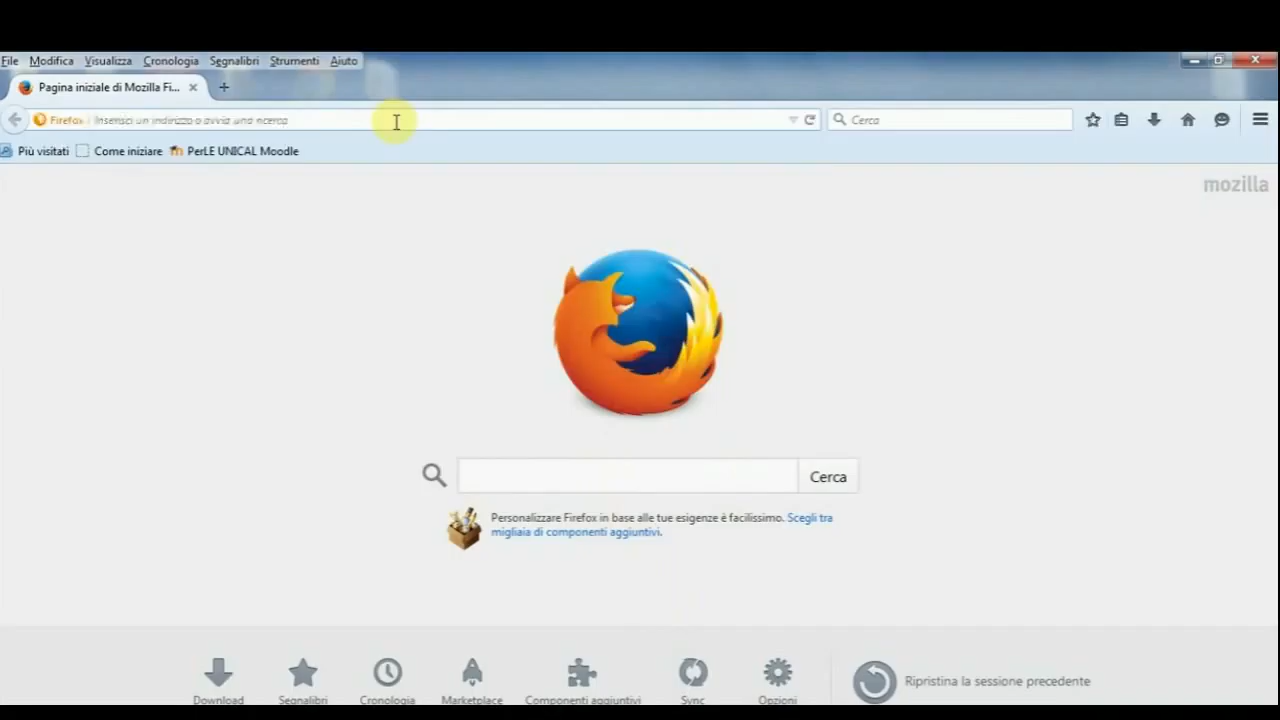 File Modifica Visualizza Cronologia Segnalibri Strumenti Aiuto
Pagina iniziale di Mozilla Fi...
Firefox Inserisci un indirizzo o avvia una ricerca
Cerca
Più visitati Come iniziare PerLE UNICAL Moodle
mozilla
Cerca
Personalizzare Firefox in base alle tue esigenze è facilissimo. Scegli tra
migliaia di componenti aggiuntivi.
Download Segnalibri Cronologia Marketplace Componenti aggiuntivi Sync Opzioni
Ripristina la sessione precedente